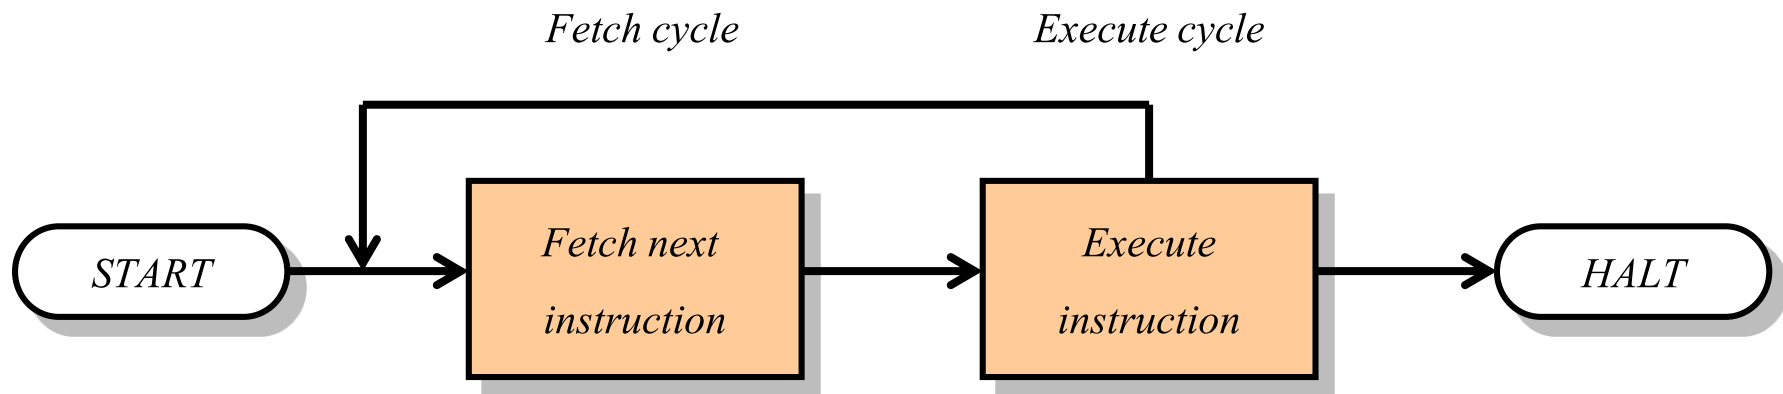 Fetch cycle
Execute cycle
START
Fetch next
instruction
Execute
instruction
HALT